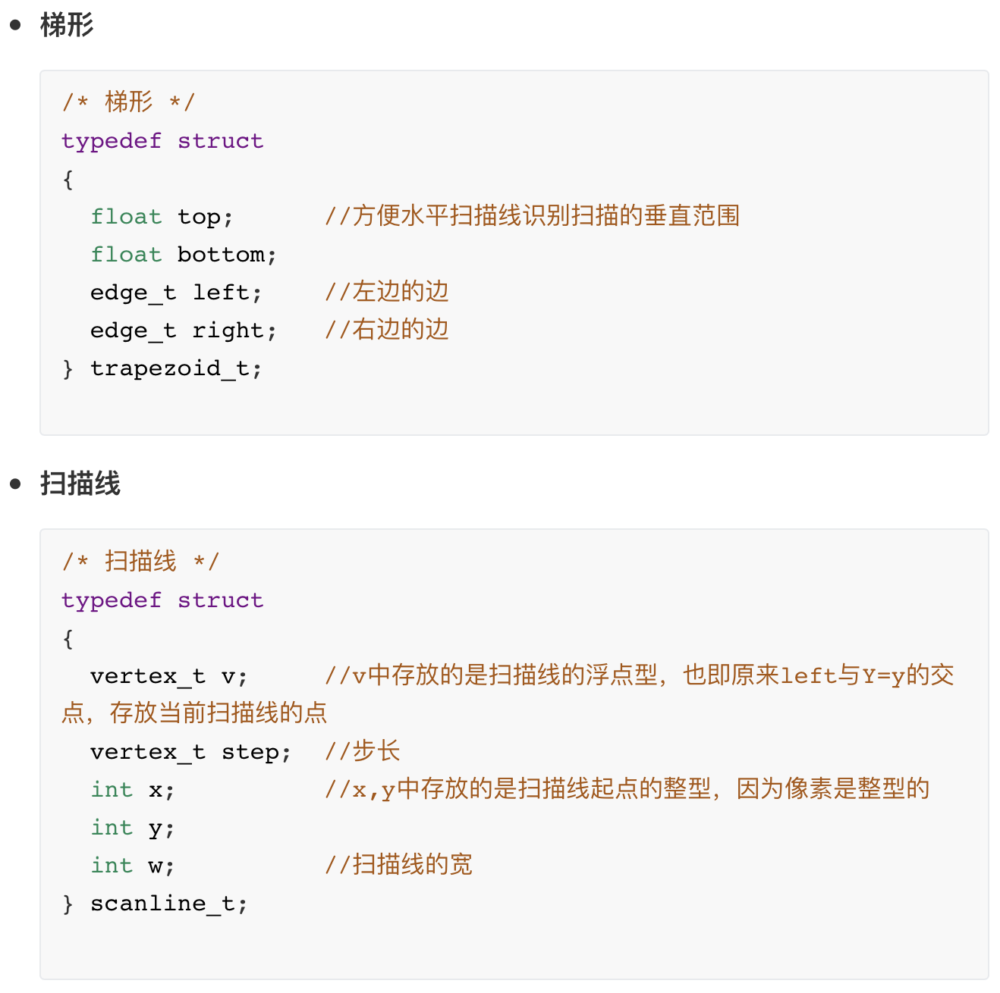 梯形
/* 梯形 */
typedef struct
{
  float top;      //方便水平扫描线识别扫描的垂直范围
  float bottom;
  edge_t left;    //左边的边
  edge_t right;   //右边的边
} trapezoid_t;
扫描线
/* 扫描线 */
typedef struct
{
  vertex_t v;     //v中存放的是扫描线的浮点型，也即原来left与Y=y的交
点，存放当前扫描线的点
  vertex_t step;  //步长
  int x;          //x,y中存放的是扫描线起点的整型，因为像素是整型的
  int y;
  int w;          //扫描线的宽
} scanline_t;